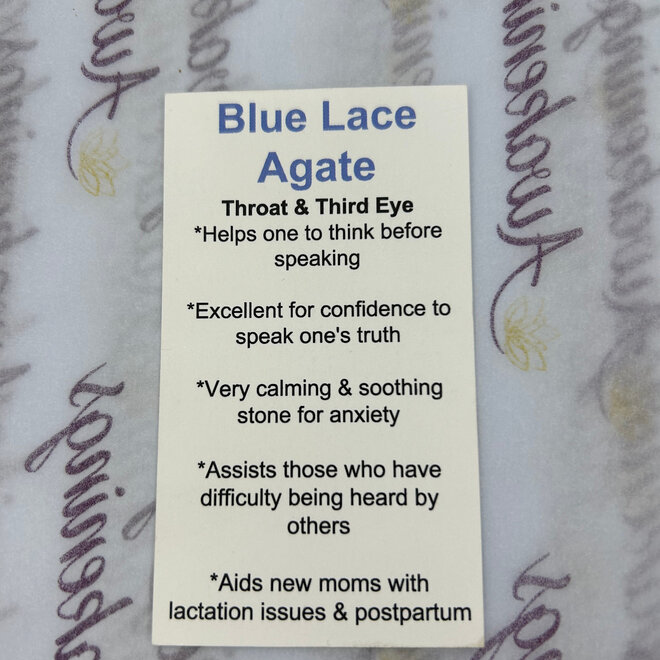 Blue Lace
Agate
Throat & Third Eye
*Helps one to think before
speaking
*Excellent for confidence to
speak one's truth
*Very calming & soothing
stone for anxiety
*Assists those who have
difficulty being heard by
others
*Aids new moms with
lactation issues & postpartum